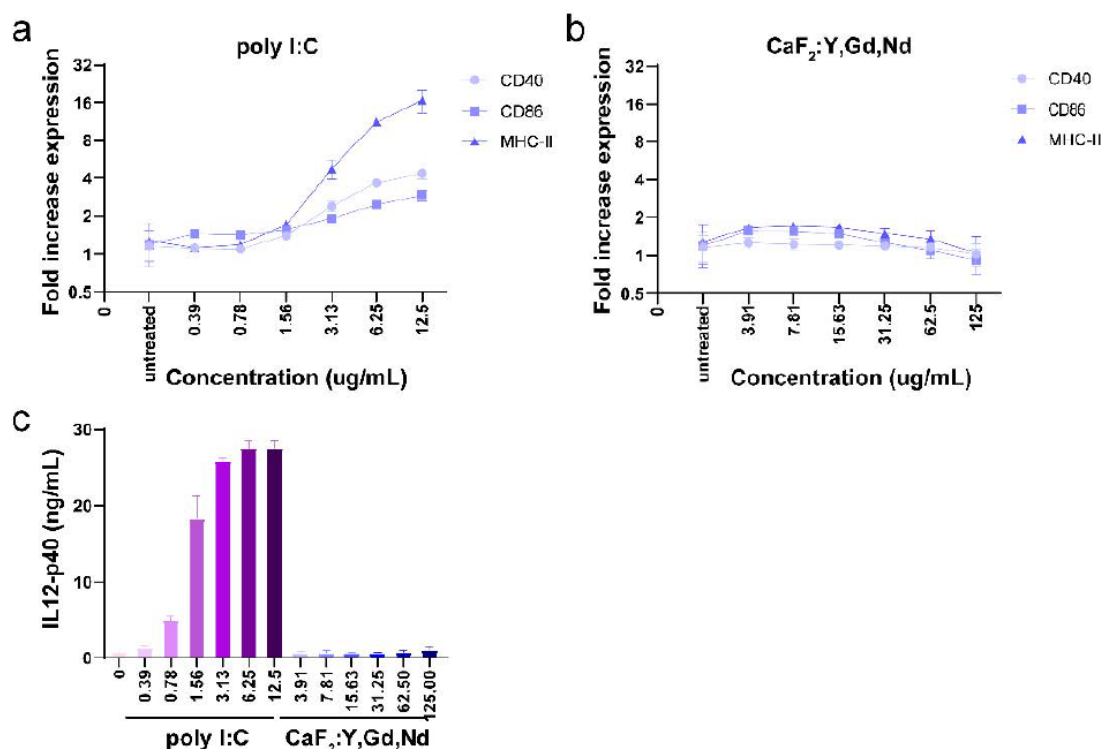 a
poly I:C
Fold increase expression
32
16
8
4
2
1
0.5
0
untreated
0.39
0.78
1.56
3.13
6.25
12.5
Concentration (ug/mL)
CD40
CD86
MHC-II
b
CaF2:Y,Gd,Nd
Fold increase expression
32
16
8
4
2
1
0.5
0
untreated
3.91
7.81
15.63
31.25
62.5
125
Concentration (ug/mL)
CD40
CD86
MHC-II
c
IL12-p40 (ng/mL)
30
20
10
0
0
0.39
0.78
1.56
3.13
6.25
12.5
3.91
7.81
15.63
31.25
62.50
125.00
poly I:C
CaF2:Y,Gd,Nd